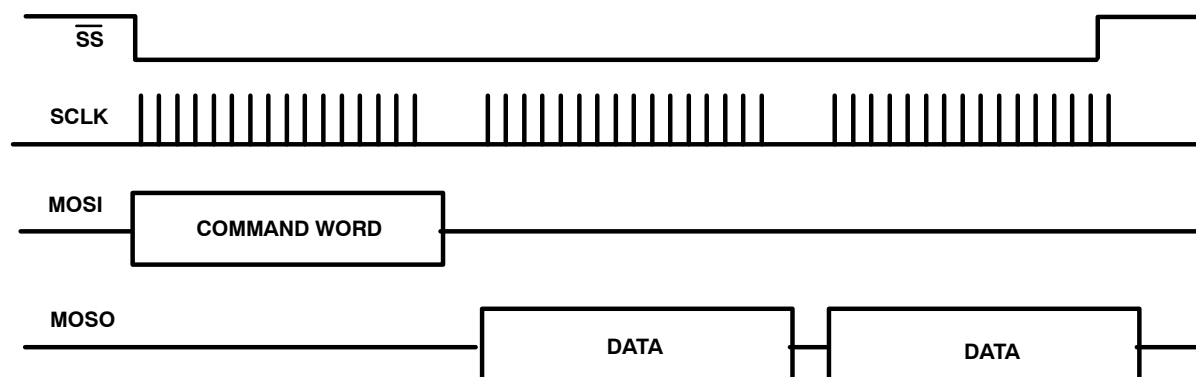 SS
SCLK
MOSI
COMMAND WORD
MOSO
DATA
DATA